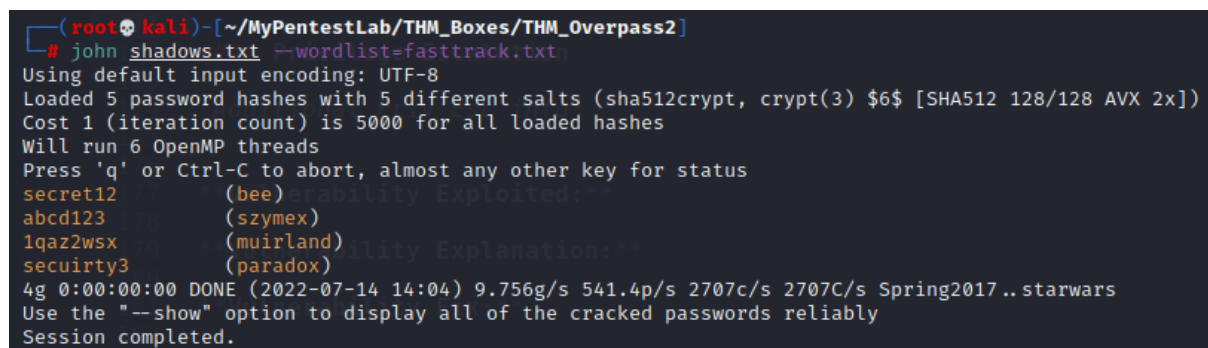 (root💀kali)-[~/MyPentestLab/THM_Boxes/THM_Overpass2]
# john shadows.txt --wordlist=fasttrack.txt
Using default input encoding: UTF-8
Loaded 5 password hashes with 5 different salts (sha512crypt, crypt(3) $6$ [SHA512 128/128 AVX 2x])
Cost 1 (iteration count) is 5000 for all loaded hashes
Will run 6 OpenMP threads
Press 'q' or Ctrl-C to abort, almost any other key for status
secret12 (bee)
abcd123 (szymex)
1qaz2wsx (muirland)
secuirty3 (paradox)
4g 0:00:00:00 DONE (2022-07-14 14:04) 9.756g/s 541.4p/s 2707c/s 2707C/s Spring2017..starwars
Use the "--show" option to display all of the cracked passwords reliably
Session completed.